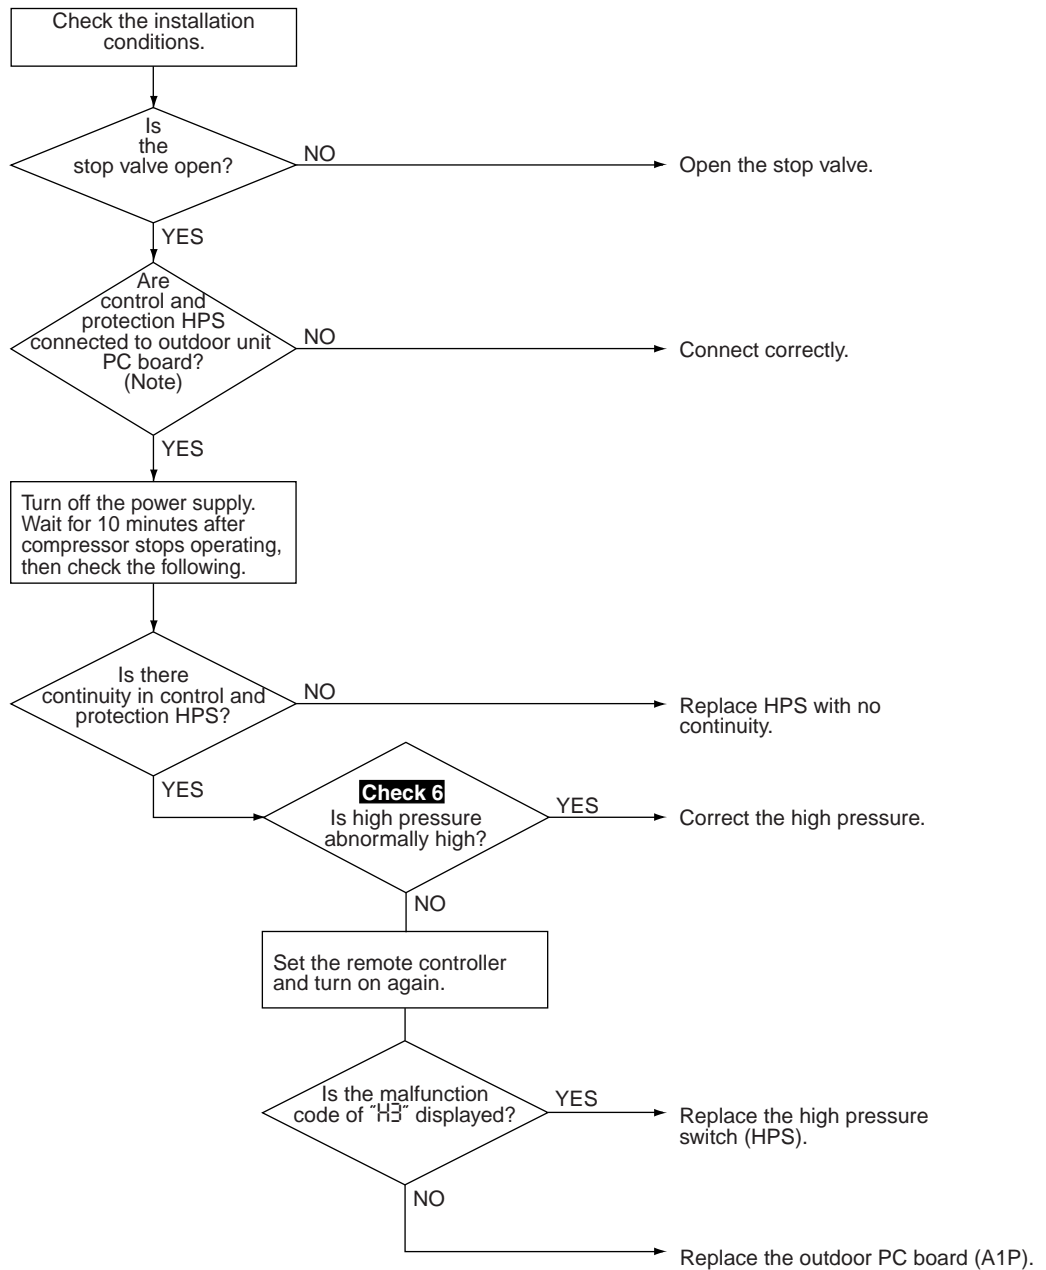 Check the installation
conditions.
Is
the
stop valve open?
NO
Open the stop valve.
YES
Are
control and
protection HPS
connected to outdoor unit
PC board?
(Note)
NO
Connect correctly.
YES
Turn off the power supply.
Wait for 10 minutes after
compressor stops operating,
then check the following.
Is there
continuity in control and
protection HPS?
NO
Replace HPS with no
continuity.
YES
Check 6
Is high pressure
abnormally high?
YES
Correct the high pressure.
NO
Set the remote controller
and turn on again.
Is the malfunction
code of "H3" displayed?
YES
Replace the high pressure
switch (HPS).
NO
Replace the outdoor PC board (A1P).